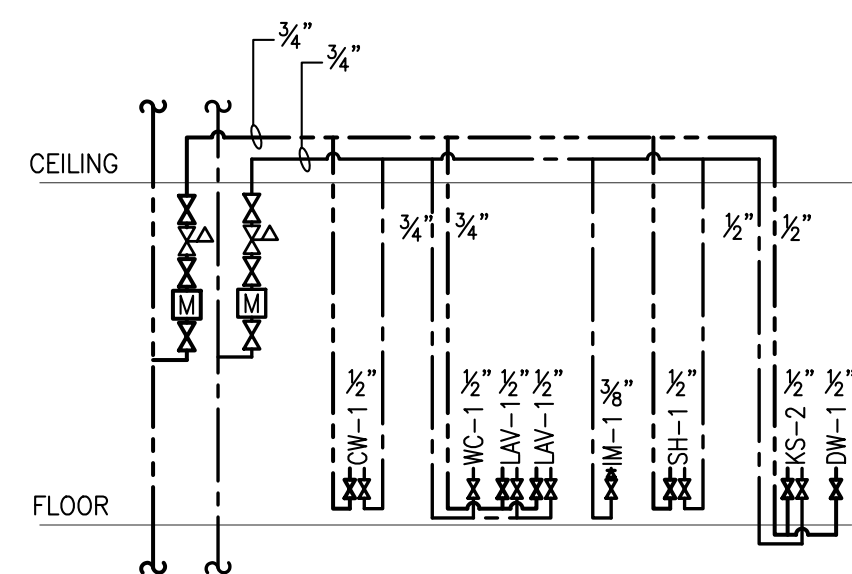 ¾”
¾”
CEILING
¾”
¾”
½”
½”
M
M
CW-1 ½”
WC-1 ½”
LAV-1 ½”
LAV-1 ½”
IM-1 ⅜”
SH-1 ½”
KS-2 ½”
DW-1 ½”
FLOOR